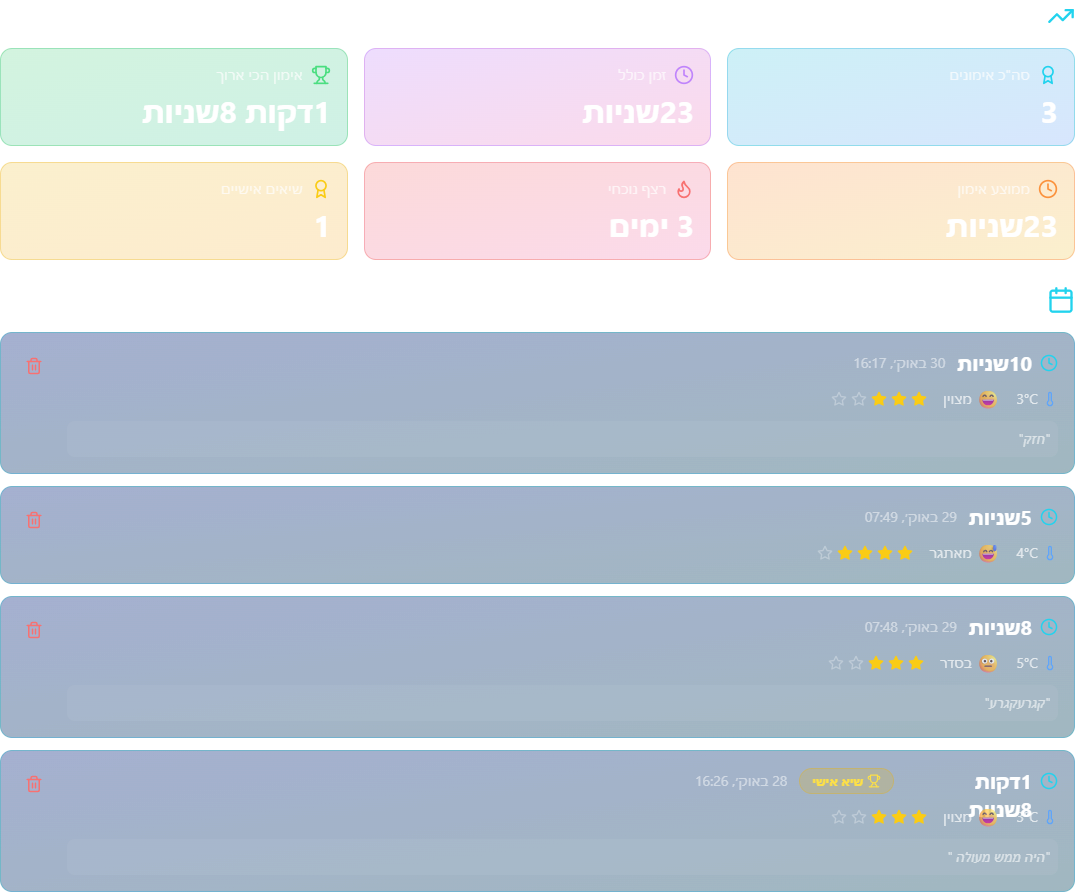 סה"כ אימונים
3
זמן כולל
23שניות
אימון הכי ארוך
1דקות 8שניות
ממוצע אימון
23שניות
רצף נוכחי
3 ימים
שיאים אישיים
1
10שניות 30 באוק׳, 16:17
3°C מצוין
"חזק"
5שניות 29 באוק׳, 07:49
4°C מאתגר
8שניות 29 באוק׳, 07:48
5°C בסדר
"קגרעקגרע"
1דקות 8שניות שיא אישי 28 באוק׳, 16:26
3°C מצוין
"היה ממש מעולה "